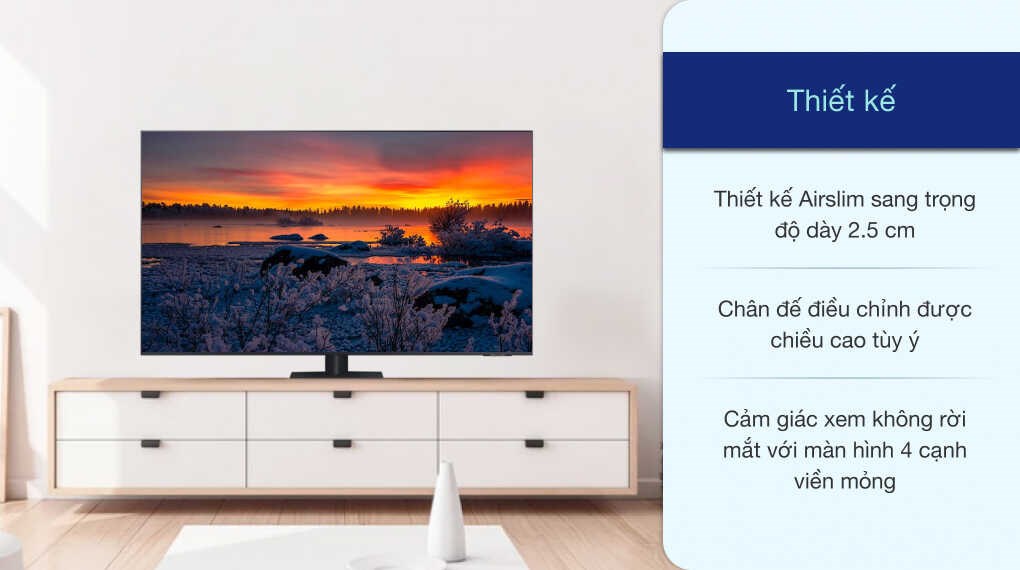 Thiết kế
Thiết kế Airslim sang trọng
độ dày 2.5 cm
Chân đế điều chỉnh được
chiều cao tùy ý
Cảm giác xem không rời
mắt với màn hình 4 cạnh
viền mỏng